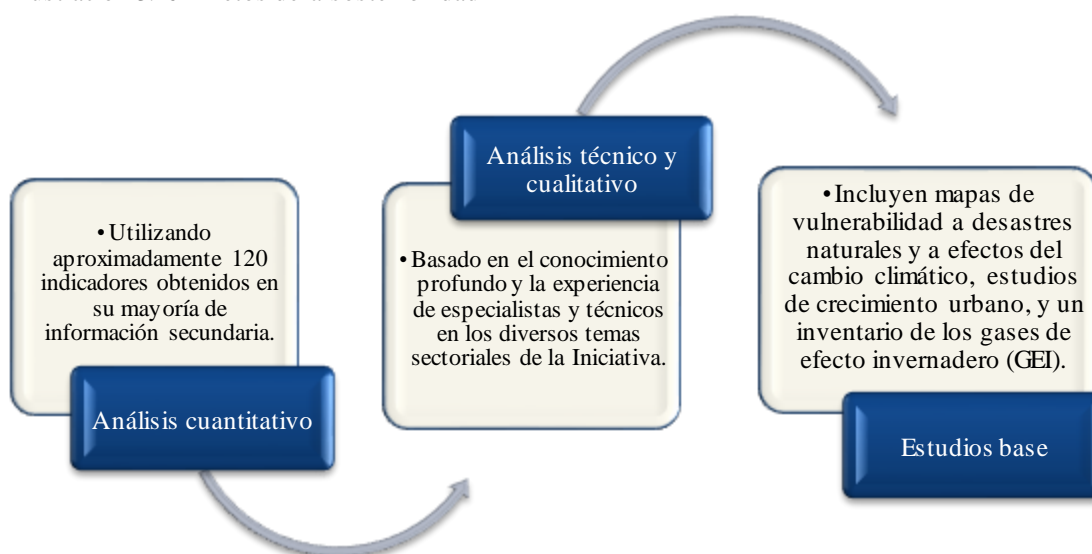 • Utilizando
aproximadamente 120
indicadores obtenidos en
su mayoría de
información secundaria.
Análisis cuantitativo
Análisis técnico y
cualitativo
• Basado en el conocimiento
profundo y la experiencia
de especialistas y técnicos
en los diversos temas
sectoriales de la Iniciativa.
• Incluyen mapas de
vulnerabilidad a desastres
naturales y a efectos del
cambio climático, estudios
de crecimiento urbano, y un
inventario de los gases de
efecto invernadero (GEI).
Estudios base